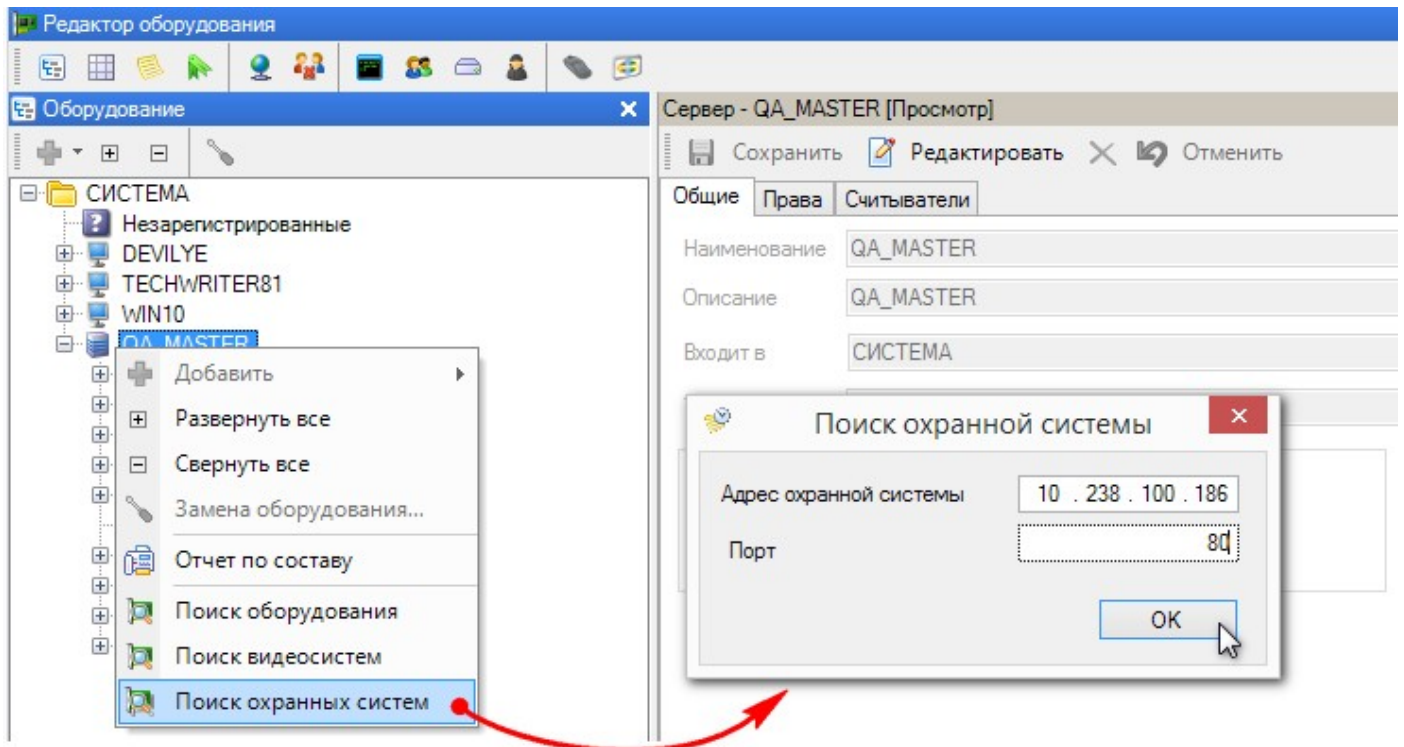 Редактор оборудования
Оборудование
СИСТЕМА
Незарегистрированные
DEVILYE
TECHWRITER81
WIN10
QA_MASTER
Добавить
Развернуть все
Свернуть все
Замена оборудования...
Отчет по составу
Поиск оборудования
Поиск видеосистем
Поиск охранных систем
Сервер - QA_MASTER [Просмотр]
Сохранить Редактировать Отменить
Общие Права Считыватели
Наименование QA_MASTER
Описание QA_MASTER
Входит в СИСТЕМА
Поиск охранной системы
Адрес охранной системы 10 . 238 . 100 . 186
Порт 80
OK